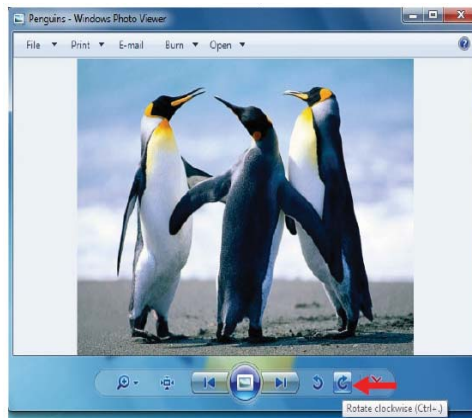 Penguins - Windows Photo Viewer
File Print E-mail Burn Open
Rotate clockwise (Ctrl+.)